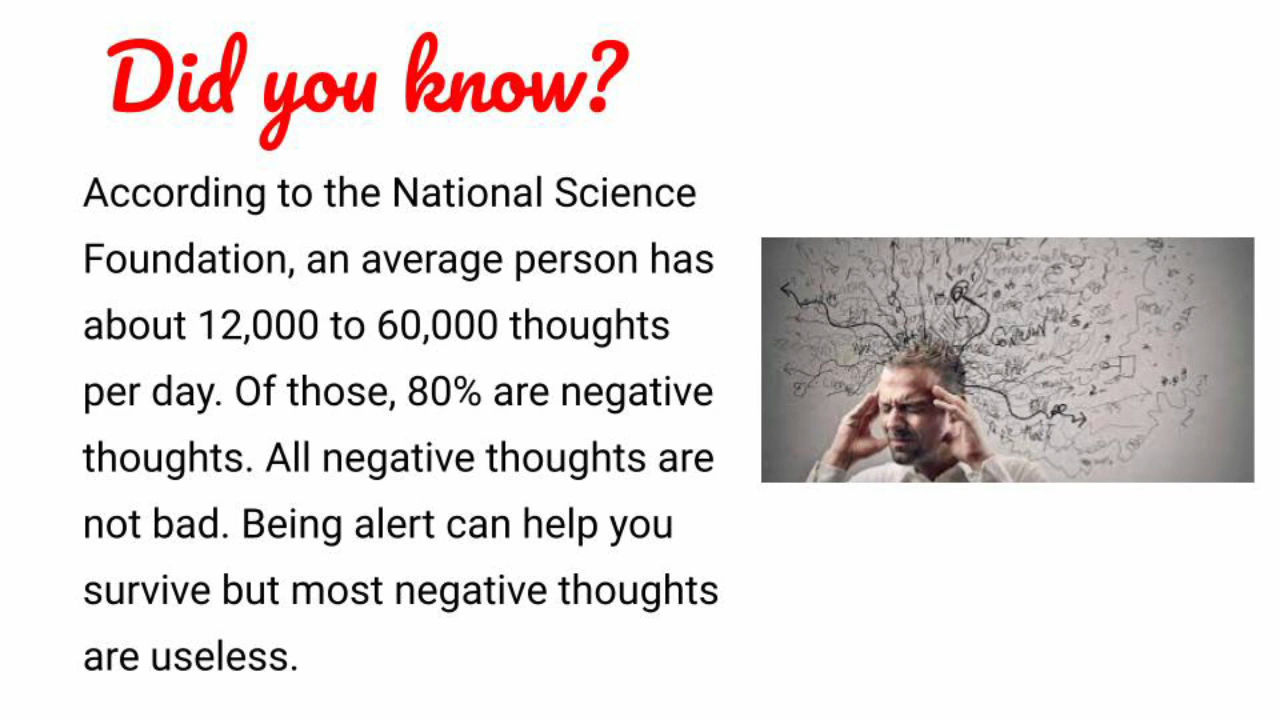 Did you know?
According to the National Science
Foundation, an average person has
about 12,000 to 60,000 thoughts
per day. Of those, 80% are negative
thoughts. All negative thoughts are
not bad. Being alert can help you
survive but most negative thoughts
are useless.